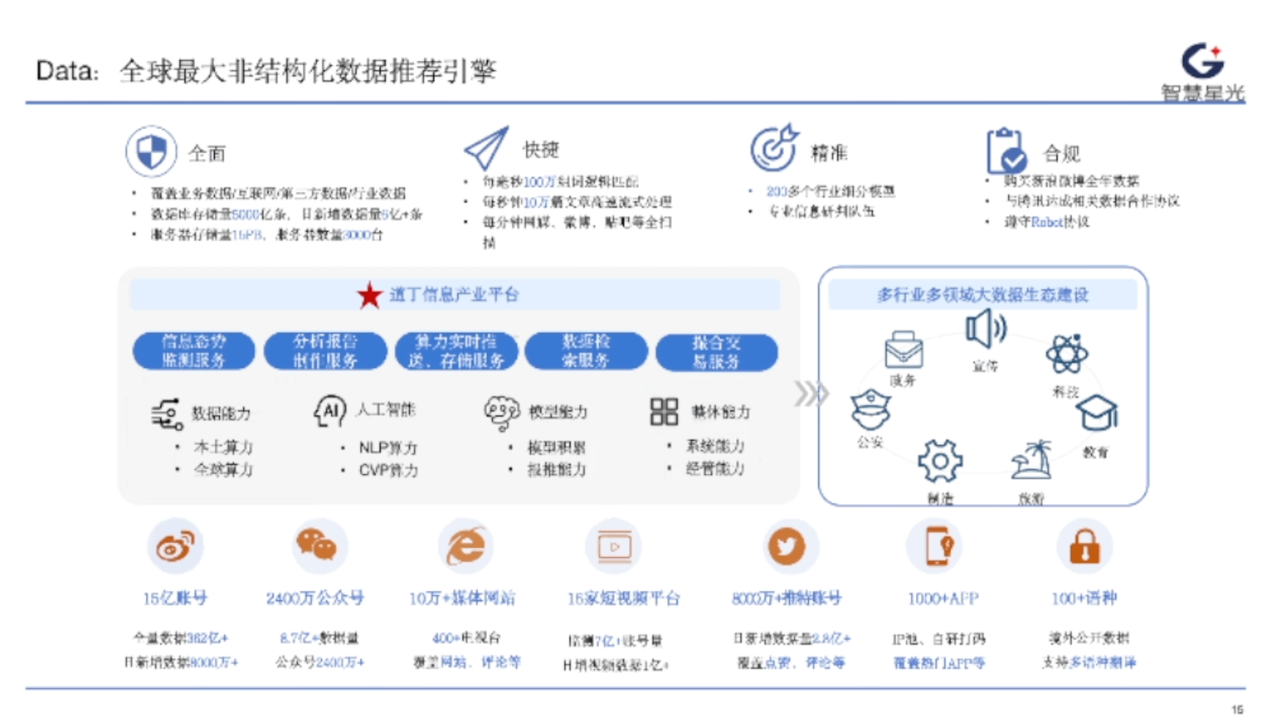 Data: 全球最大非结构化数据推荐引擎
智慧星光
全面
覆盖业务数据/互联网/第三方数据/行业数据
数据库存储量5000亿条、日新增数据量5亿+条
服务器存储量15PB、服务器数量3000台
快捷
每毫秒100万组词逻辑匹配
每秒钟10万篇文章高速流式处理
每分钟网媒、微博、贴吧等全扫
描
精准
200多个行业细分模型
专业信息研判队伍
合规
购买新浪微博全年数据
与腾讯达成相关数据合作协议
遵守Robot协议
道丁信息产业平台
信息态势
监测服务
分析报告
制作服务
算力实时推
送、存储服务
数据检
索服务
撮合交
易服务
数据能力
本土算力
全球算力
AI
人工智能
NLP算力
CVP算力
模型能力
模型积累
报推能力
整体能力
系统能力
经管能力
多行业多领域大数据生态建设
宣传
政务
科技
公安
教育
制造
旅游
15亿账号
全量数据362亿+
日新增数据8000万+
2400万公众号
8.7亿+数据量
公众号2400万+
10万+媒体网站
400+电视台
覆盖网站、评论等
16家短视频平台
监测7亿+账号量
日增视频数据1亿+
8000万+推特账号
日新增数据量2.8亿+
覆盖点赞、评论等
1000+APP
IP池、自研打码
覆盖热门APP等
100+语种
境外公开数据
支持多语种翻译